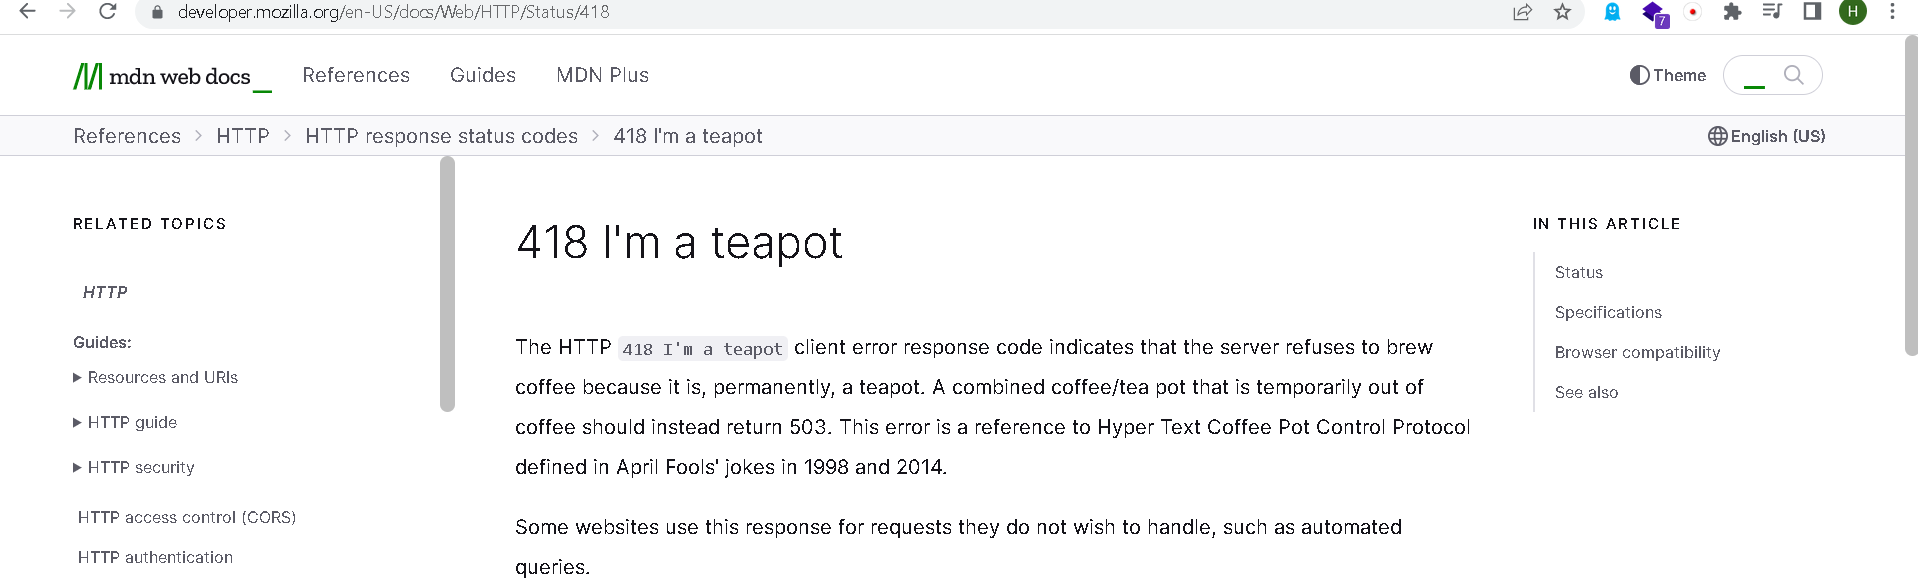 developer.mozilla.org/en-US/docs/Web/HTTP/Status/418
7
H
mdn web docs_
References Guides MDN Plus
Theme
References > HTTP > HTTP response status codes > 418 I'm a teapot
English (US)
RELATED TOPICS
HTTP
Guides:
Resources and URIs
HTTP guide
HTTP security
HTTP access control (CORS)
HTTP authentication
418 I'm a teapot
The HTTP 418 I'm a teapot client error response code indicates that the server refuses to brew
coffee because it is, permanently, a teapot. A combined coffee/tea pot that is temporarily out of
coffee should instead return 503. This error is a reference to Hyper Text Coffee Pot Control Protocol
defined in April Fools' jokes in 1998 and 2014.
Some websites use this response for requests they do not wish to handle, such as automated
queries.
IN THIS ARTICLE
Status
Specifications
Browser compatibility
See also